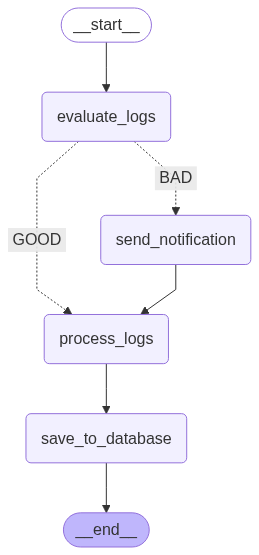 __start__
evaluate_logs
BAD
GOOD
send_notification
process_logs
save_to_database
__end__